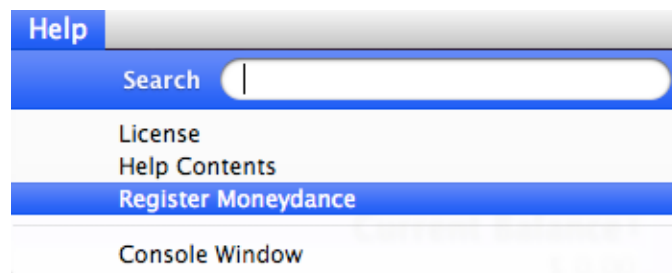 Help
Search
License
Help Contents
Register Moneydance
Console Window